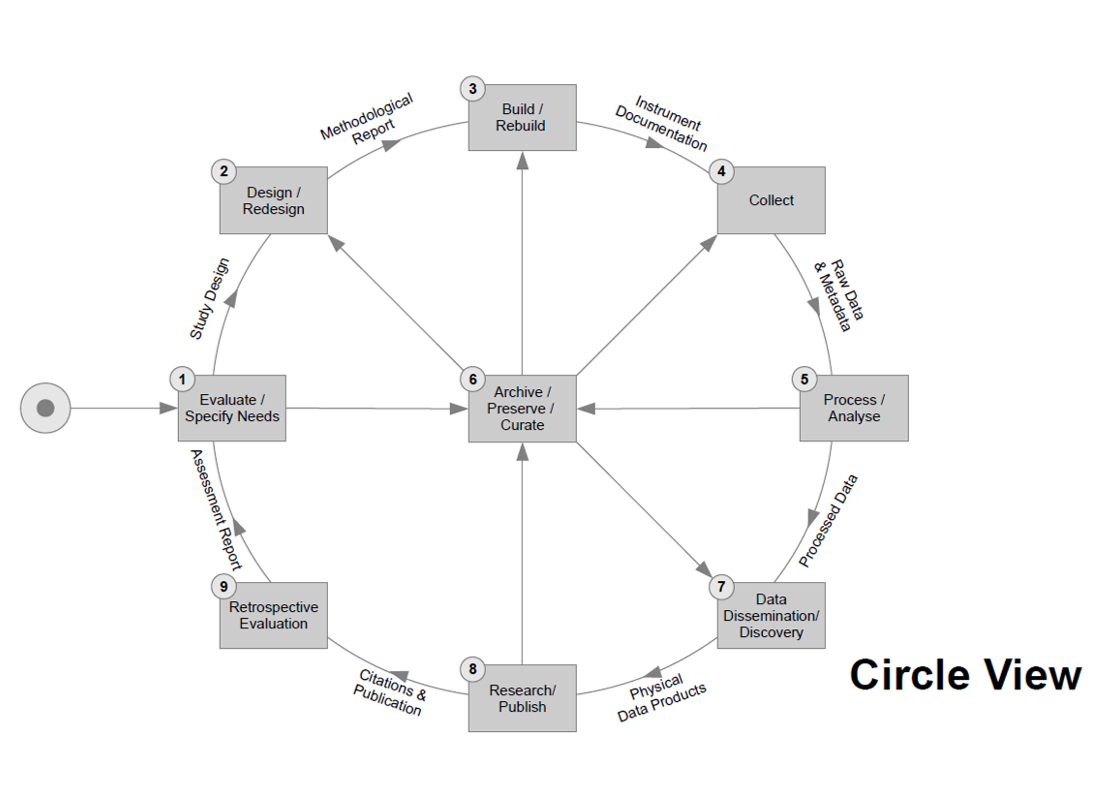 3
Build /
Rebuild
Methodological
Report
Instrument
Documentation
2
Design /
Redesign
4
Collect
Study Design
Raw Data
& Metadata
1
Evaluate /
Specify Needs
6
Archive /
Preserve /
Curate
5
Process /
Analyse
Assessment Report
Processed Data
9
Retrospective
Evaluation
7
Data
Dissemination/
Discovery
Citations &
Publication
8
Research/
Publish
Physical
Data Products
Circle View